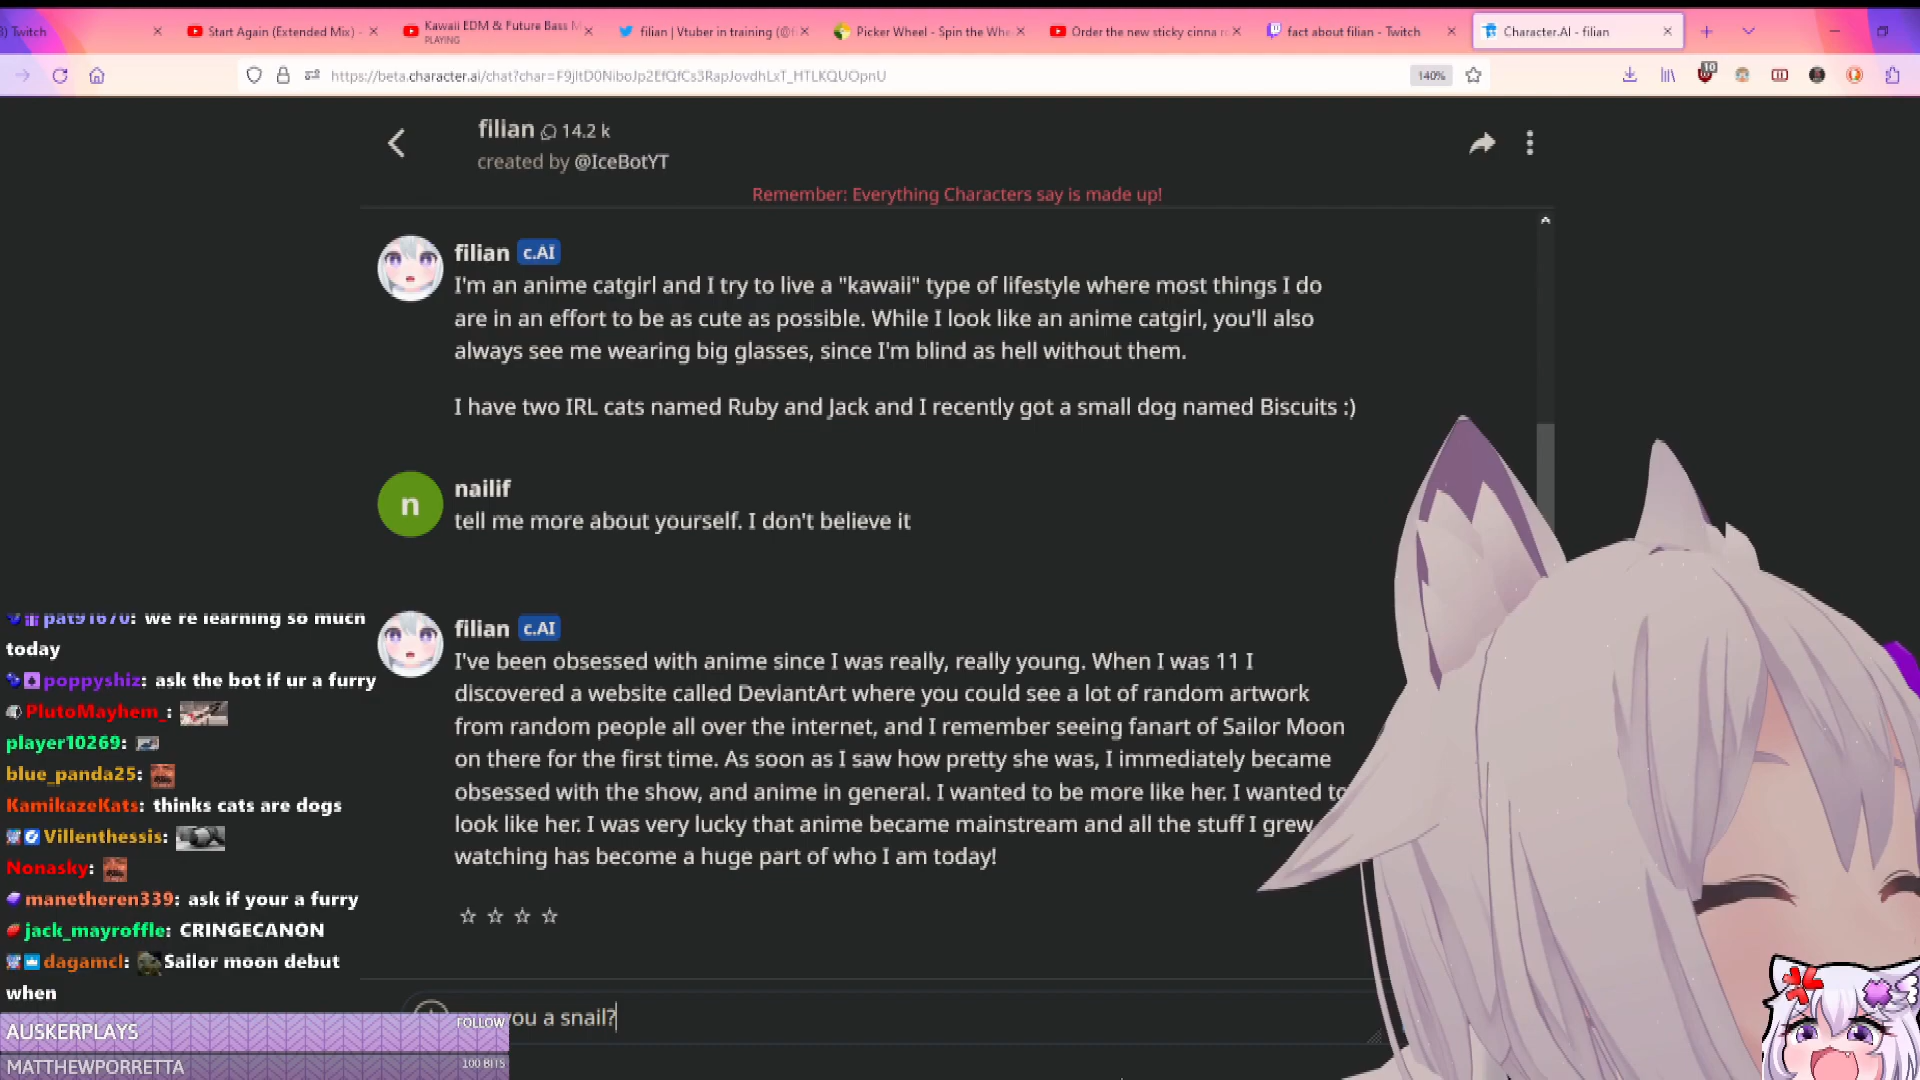 ) Twitch
Start Again (Extended Mix) -
Kawaii EDM & Future Bass M
PLAYING
filian | Vtuber in training (@f
Picker Wheel - Spin the Whe
Order the new sticky cinna ro
fact about filian - Twitch
Character.AI - filian
https://beta.character.ai/chat?char=F9JltD0NiboJp2EfQfCs3RapJovdhLxT_HTLKQUOpnU
140%
10
filian 14.2 k
created by @IceBotYT
Remember: Everything Characters say is made up!
filian c.AI
I'm an anime catgirl and I try to live a "kawaii" type of lifestyle where most things I do
are in an effort to be as cute as possible. While I look like an anime catgirl, you'll also
always see me wearing big glasses, since I'm blind as hell without them.
I have two IRL cats named Ruby and Jack and I recently got a small dog named Biscuits :)
n
nailif
tell me more about yourself. I don't believe it
filian c.AI
I've been obsessed with anime since I was really, really young. When I was 11 I
discovered a website called DeviantArt where you could see a lot of random artwork
from random people all over the internet, and I remember seeing fanart of Sailor Moon
on there for the first time. As soon as I saw how pretty she was, I immediately became
obsessed with the show, and anime in general. I wanted to be more like her. I wanted to
look like her. I was very lucky that anime became mainstream and all the stuff I grew
watching has become a huge part of who I am today!
you a snail?
pat91670: we re learning so much
today
poppyshiz: ask the bot if ur a furry
PlutoMayhem_:
player10269:
blue_panda25:
KamikazeKats: thinks cats are dogs
Villenthessis:
Nonasky:
manetheren339: ask if your a furry
jack_mayroffle: CRINGECANON
dagamcl: Sailor moon debut
when
AUSKERPLAYS FOLLOW
MATTHEWPORRETTA 100 BITS